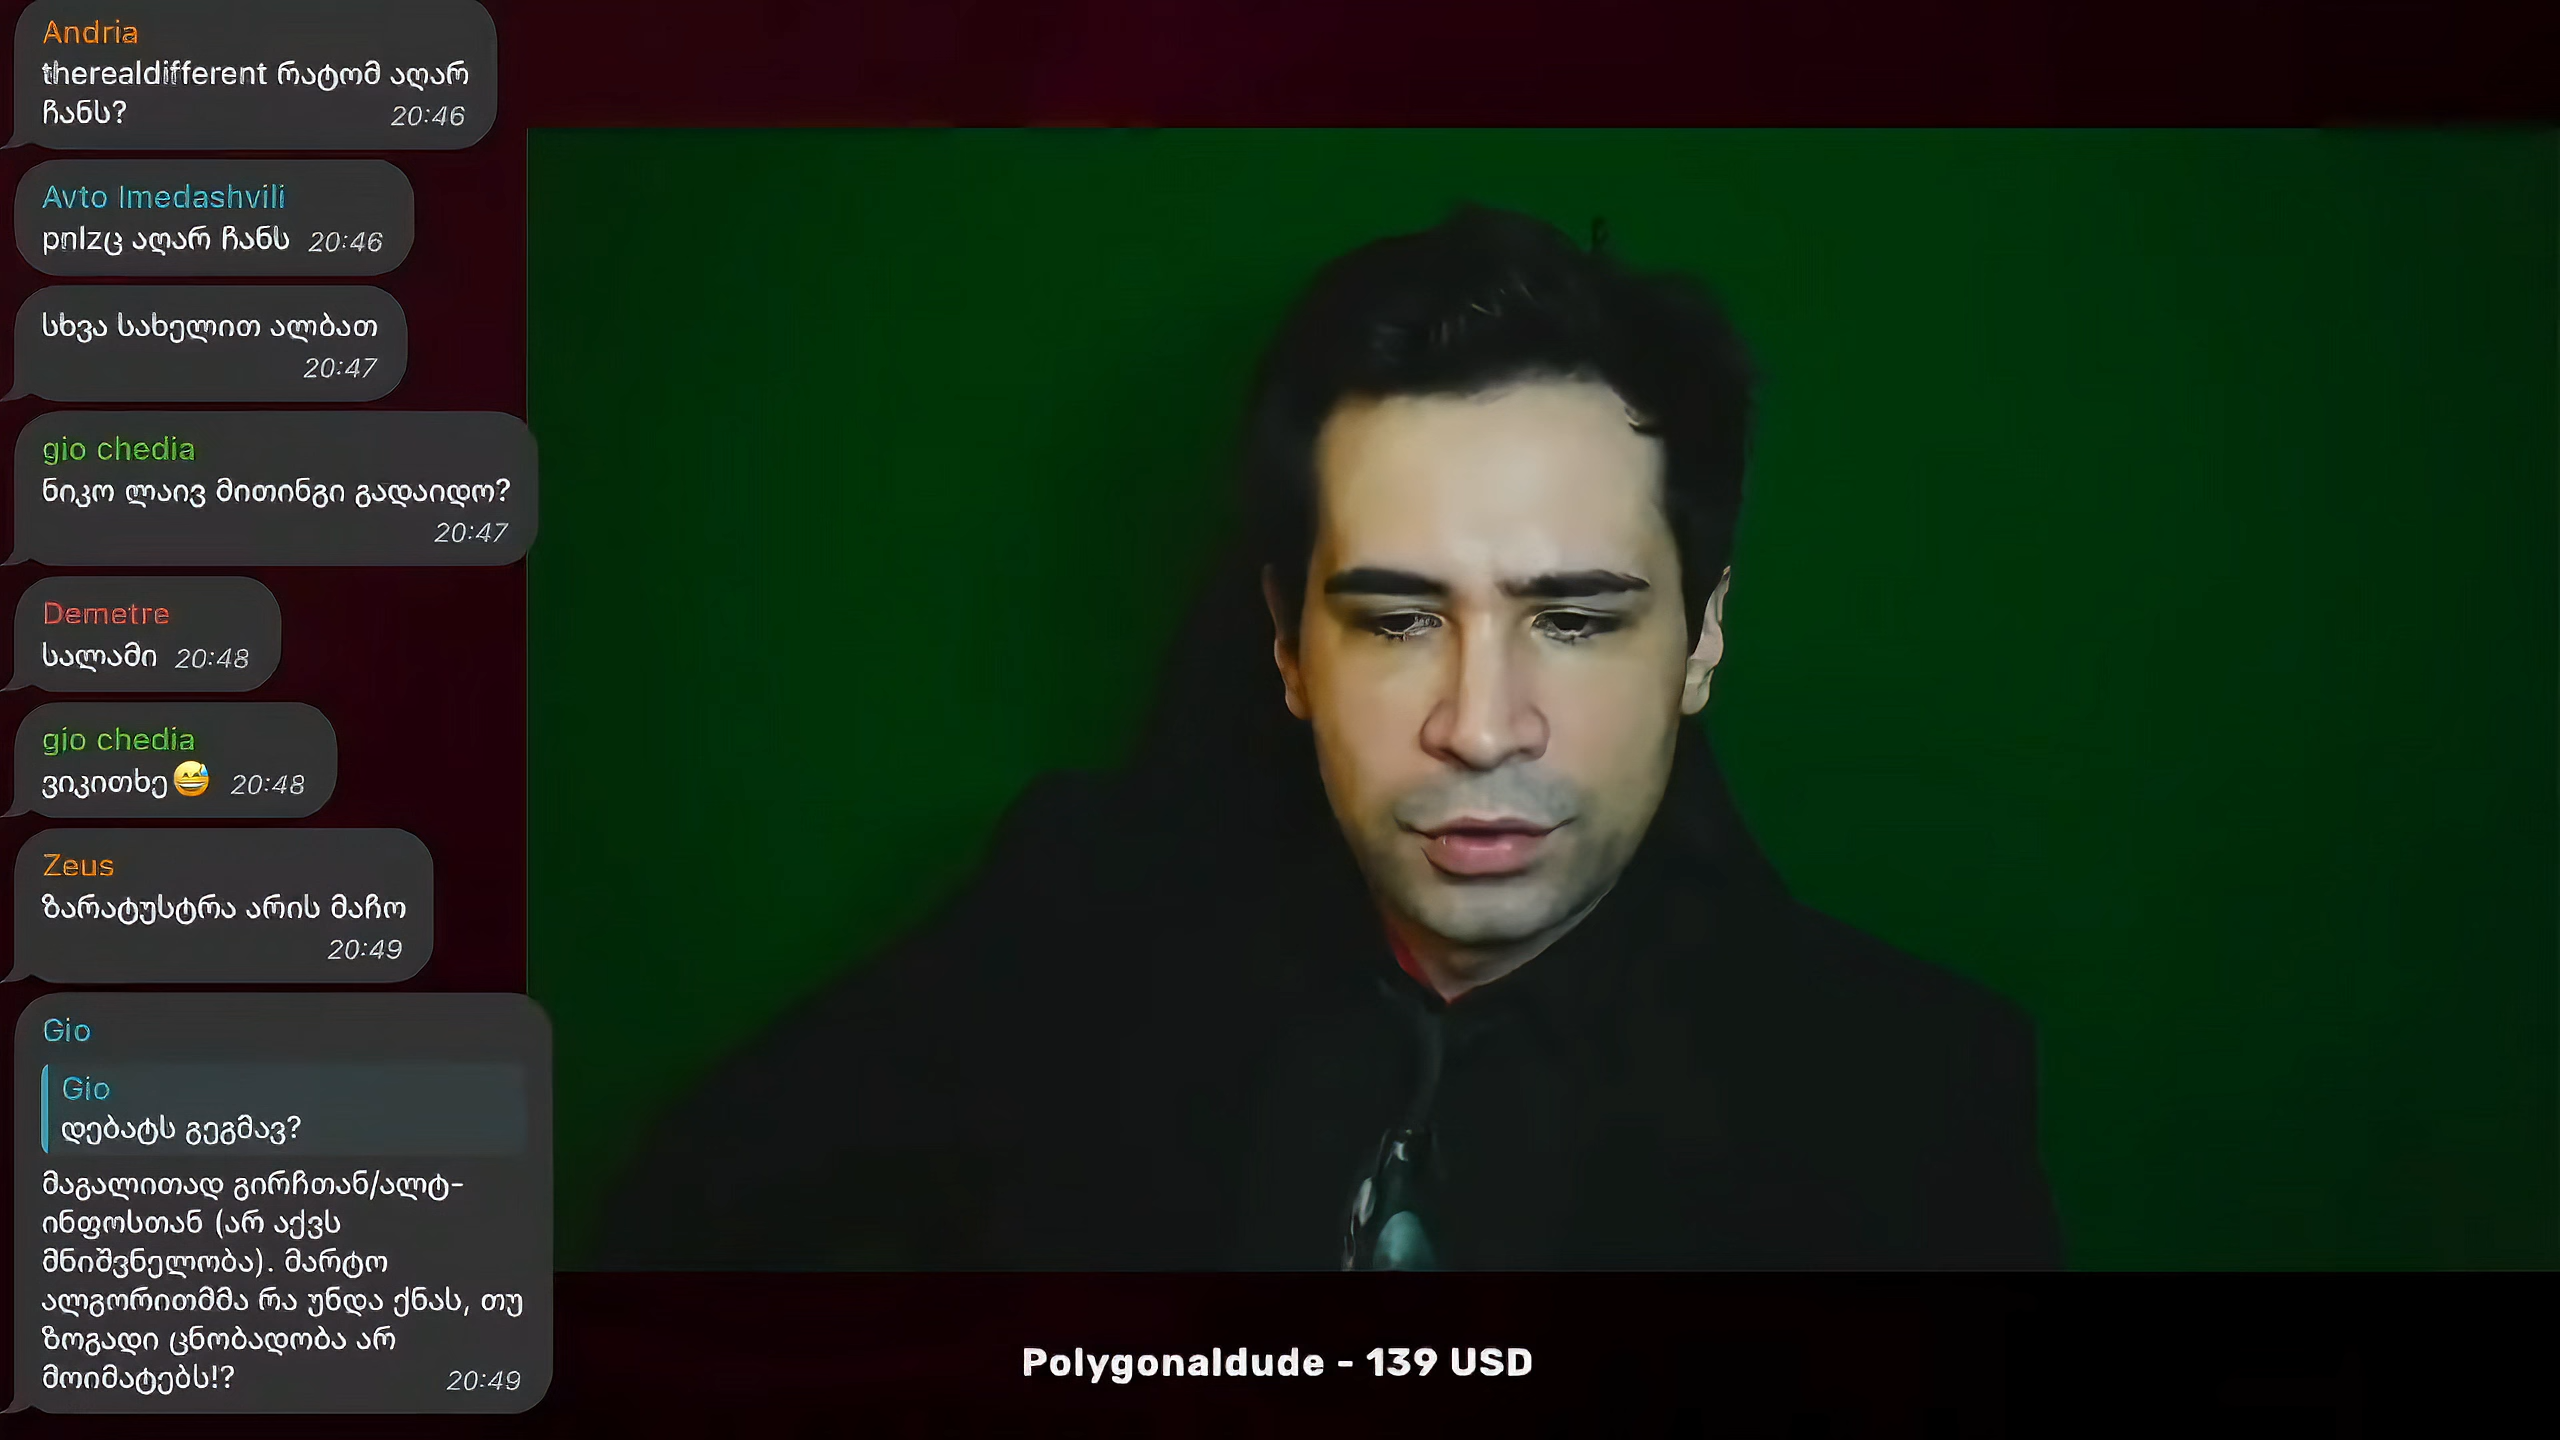 Andria
therealdifferent რატომ აღარ
ჩანს?
20:46
Avto Imedashvili
pnlzც აღარ ჩანს 20:46
სხვა სახელით ალბათ
20:47
gio chedia
ნიკო ლაივ მითინგი გადაიდო?
20:47
Demetre
სალამი 20:48
gio chedia
ვიკითხე😅 20:48
Zeus
ზარატუსტრა არის მაჩო
20:49
Gio
Gio
დებატს გეგმავ?
მაგალითად გირჩთან/ალტ-
ინფოსთან (არ აქვს
მნიშვნელობა). მარტო
ალგორითმმა რა უნდა ქნას, თუ
ზოგადი ცნობადობა არ
მოიმატებს!?
20:49
Polygonaldude - 139 USD